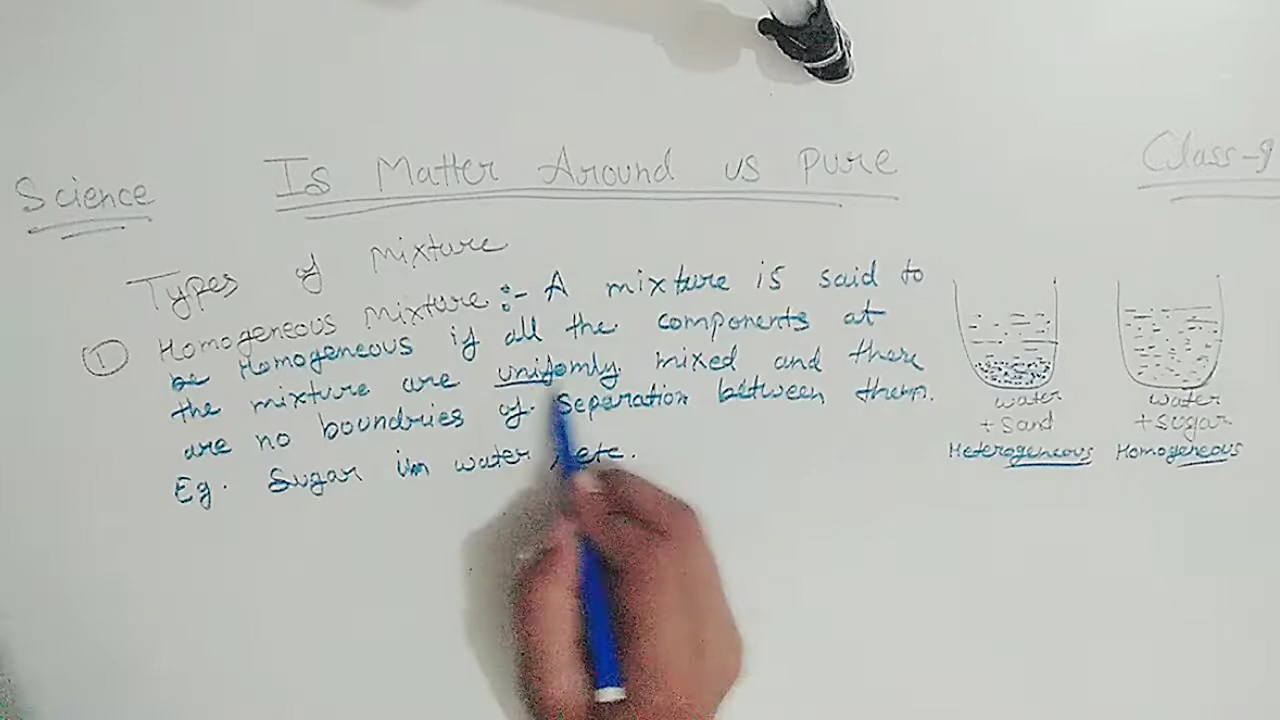 Science
Is Matter Around us Pure
Class-9
Types of mixture
① Homogeneous mixture :- A mixture is said to
be Homogeneous if all the components at
the mixture are uniformly mixed and there
are no boundries of separation between them.
Eg. Sugar in water, etc.
water
+ Sand
Heterogeneous
water
+ Sugar
Homogeneous